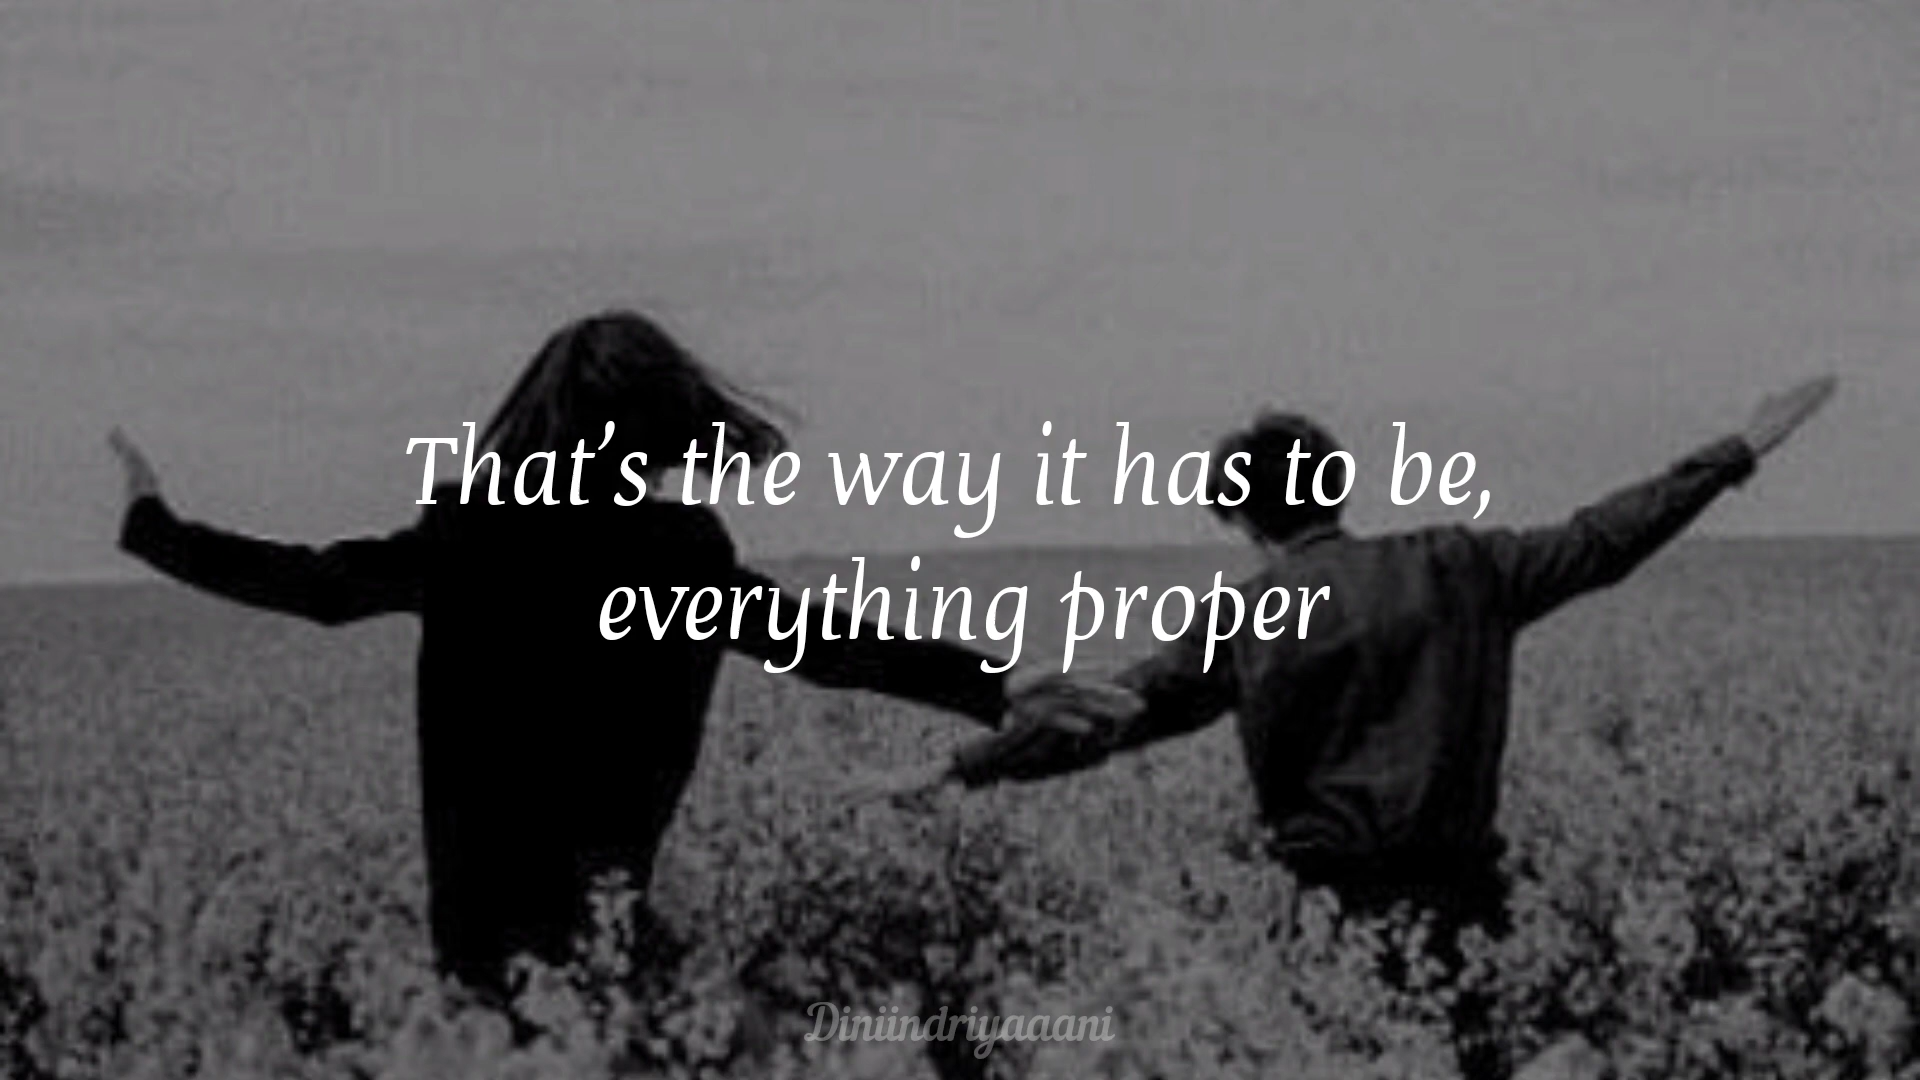 That’s the way it has to be,
everything proper
Diniindriyaaani